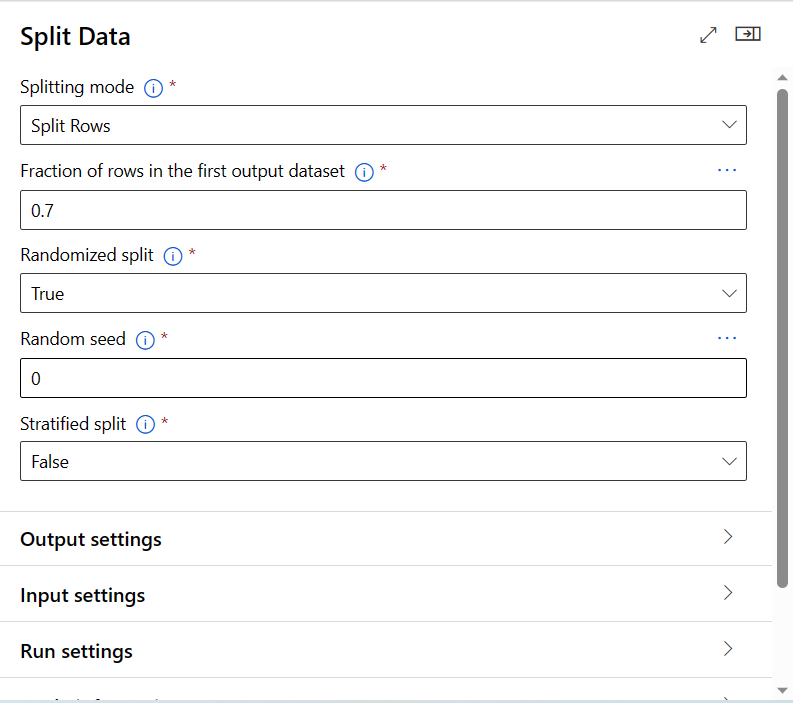 Split Data
Splitting mode *
Split Rows
Fraction of rows in the first output dataset *
0.7
Randomized split *
True
Random seed *
0
Stratified split *
False
Output settings
Input settings
Run settings